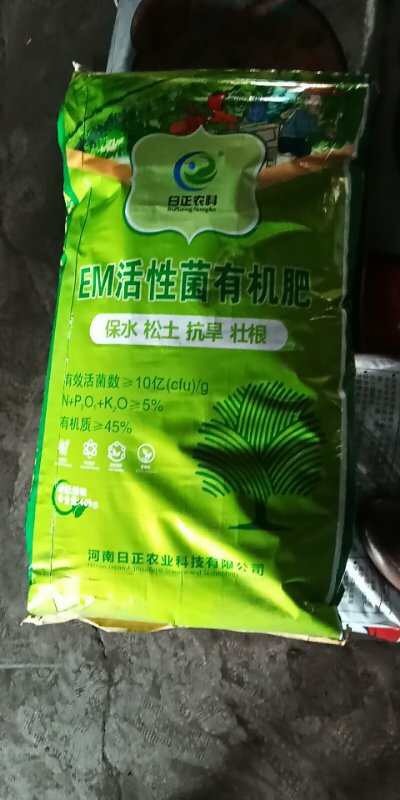 日正农科
EM活性菌有机肥
保水 松土 抗旱 壮根
有效活菌数≥10亿(cfu)/g
N+P₂O₅+K₂O≥5%
有机质≥45%
河南日正农业科技有限公司